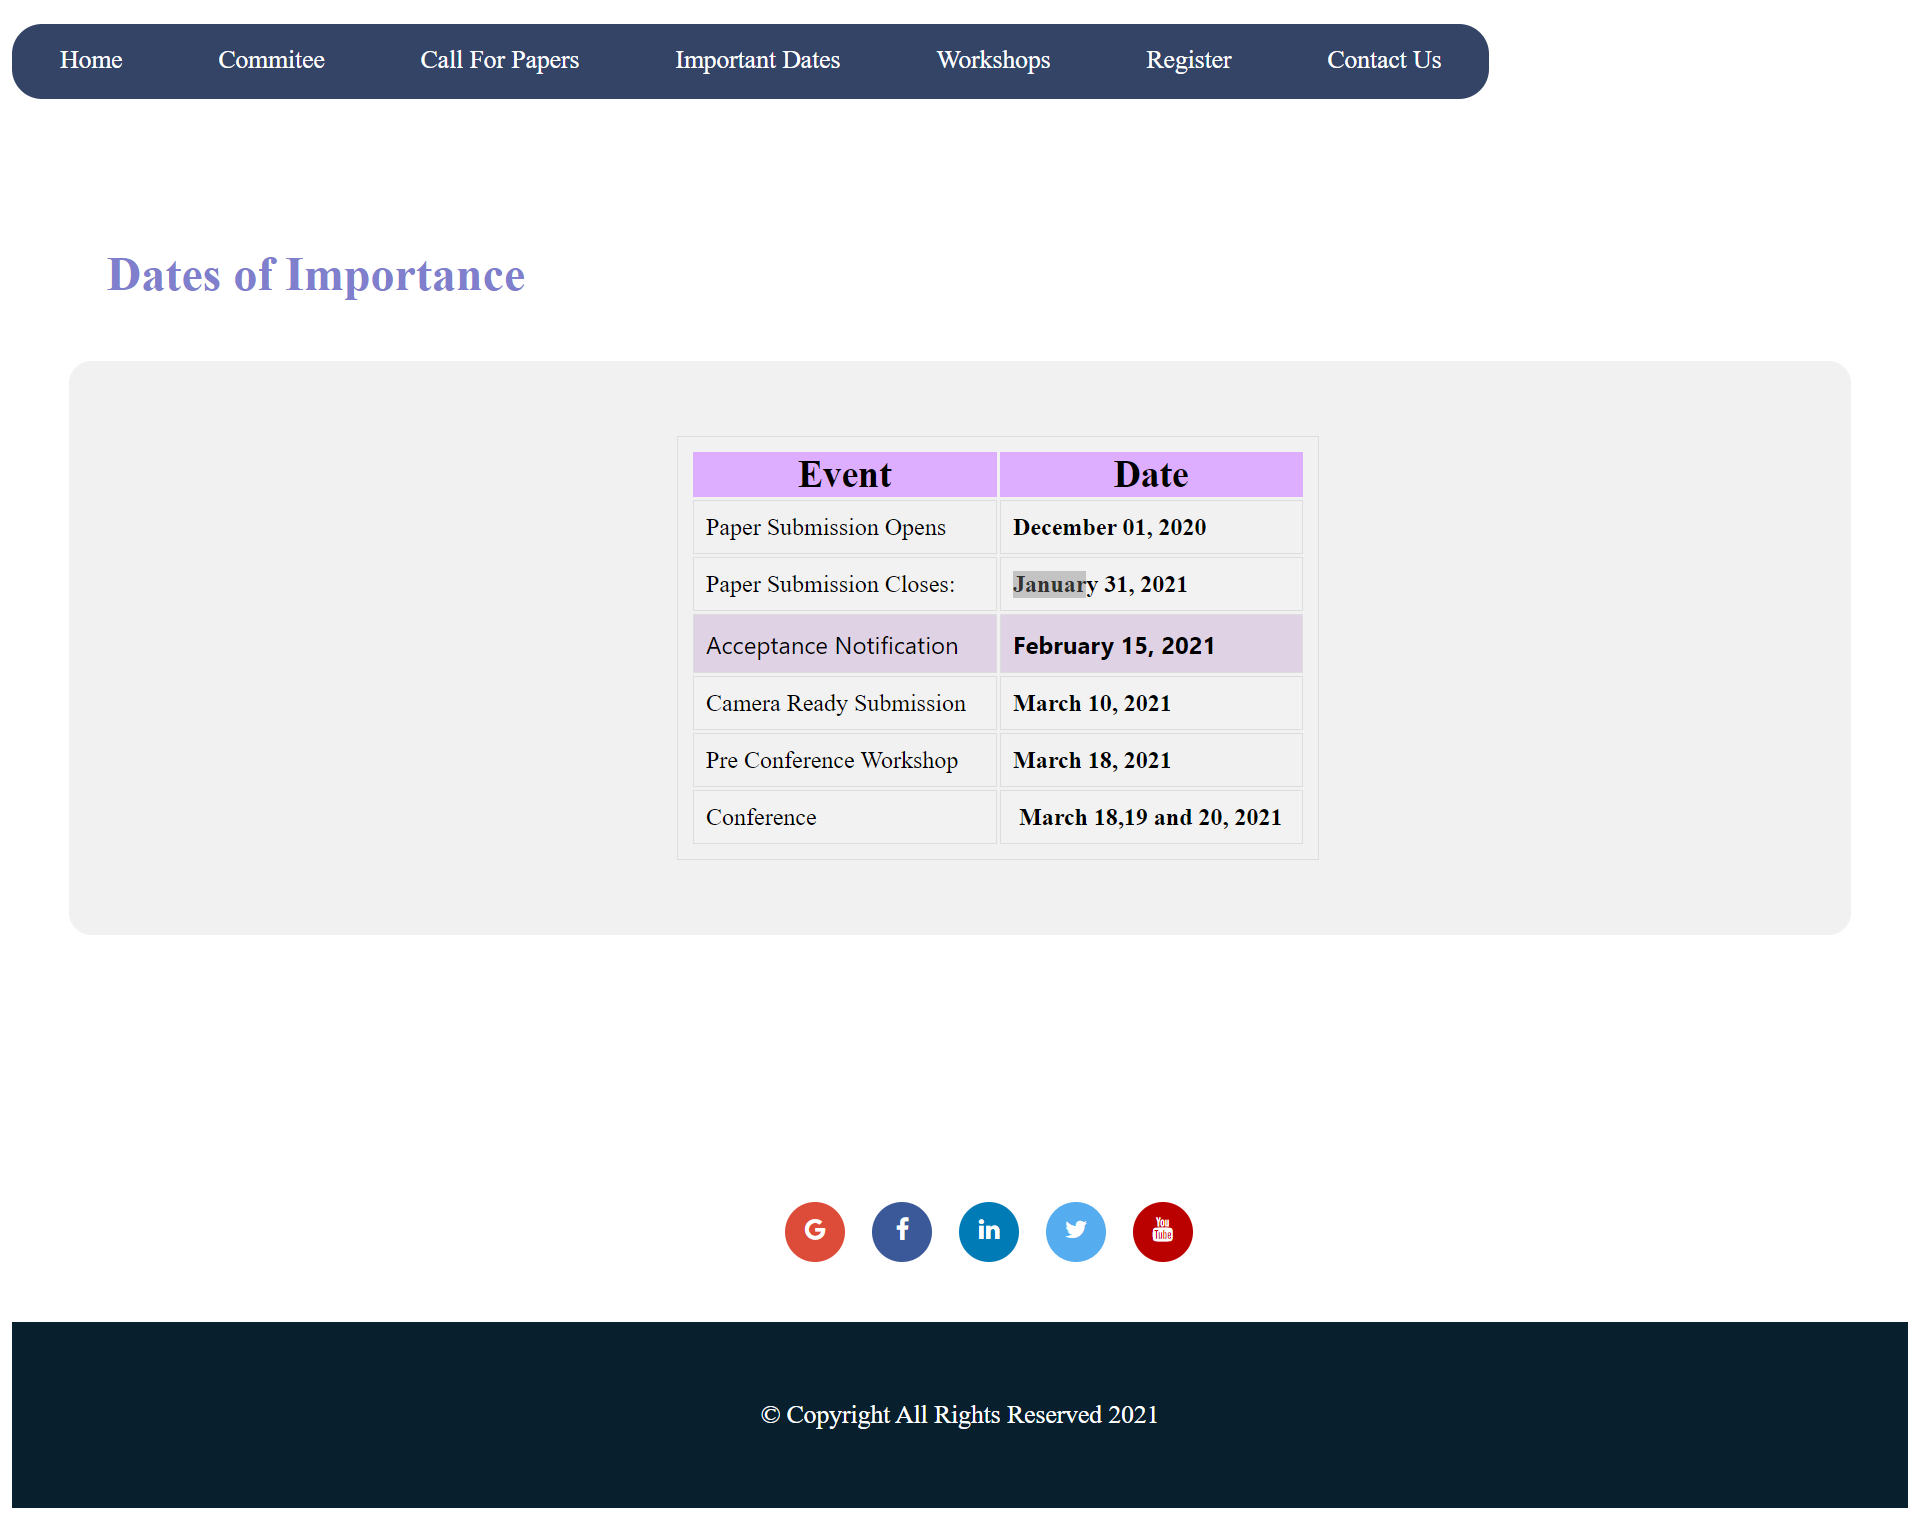 Home Commitee Call For Papers Important Dates Workshops Register Contact Us
Dates of Importance
Event Date
Paper Submission Opens December 01, 2020
Paper Submission Closes: January 31, 2021
Acceptance Notification February 15, 2021
Camera Ready Submission March 10, 2021
Pre Conference Workshop March 18, 2021
Conference March 18,19 and 20, 2021
G f in You Tube
© Copyright All Rights Reserved 2021